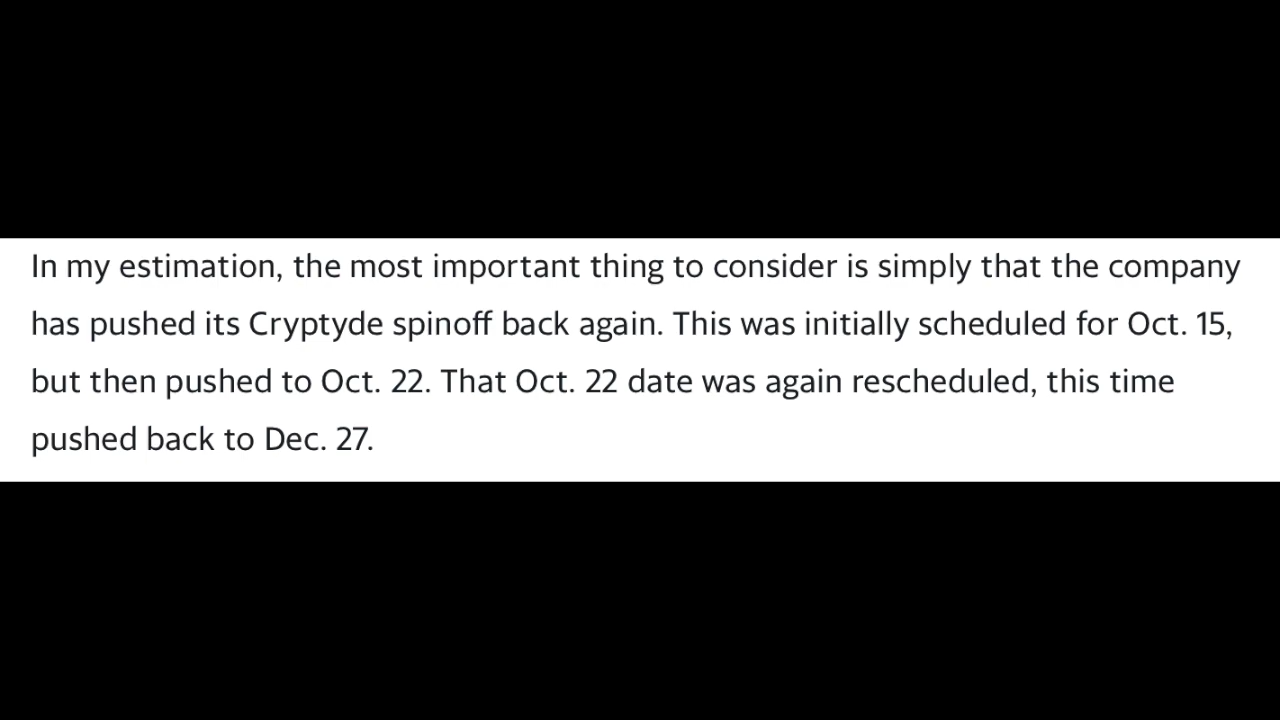 In my estimation, the most important thing to consider is simply that the company
has pushed its Cryptyde spinoff back again. This was initially scheduled for Oct. 15,
but then pushed to Oct. 22. That Oct. 22 date was again rescheduled, this time
pushed back to Dec. 27.